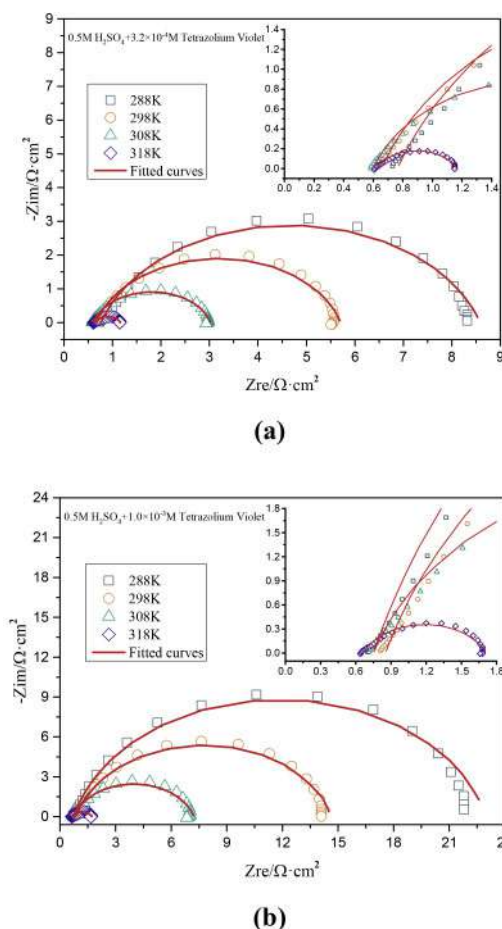 9
8
7
6
5
4
3
2
1
0
-Zim/Ω·cm²
0.5M H₂SO₄+3.2×10⁻⁴M Tetrazolium Violet
288K
298K
308K
318K
Fitted curves
1.4
1.2
1.0
0.8
0.6
0.4
0.2
0.0
0.0 0.2 0.4 0.6 0.8 1.0 1.2 1.4
0 1 2 3 4 5 6 7 8 9
Zre/Ω·cm²
(a)
24
21
18
15
12
9
6
3
0
-Zim/Ω·cm²
0.5M H₂SO₄+1.0×10⁻³M Tetrazolium Violet
288K
298K
308K
318K
Fitted curves
1.8
1.5
1.2
0.9
0.6
0.3
0.0
0.0 0.3 0.6 0.9 1.2 1.5 1.8
0 3 6 9 12 15 18 21 24
Zre/Ω·cm²
(b)